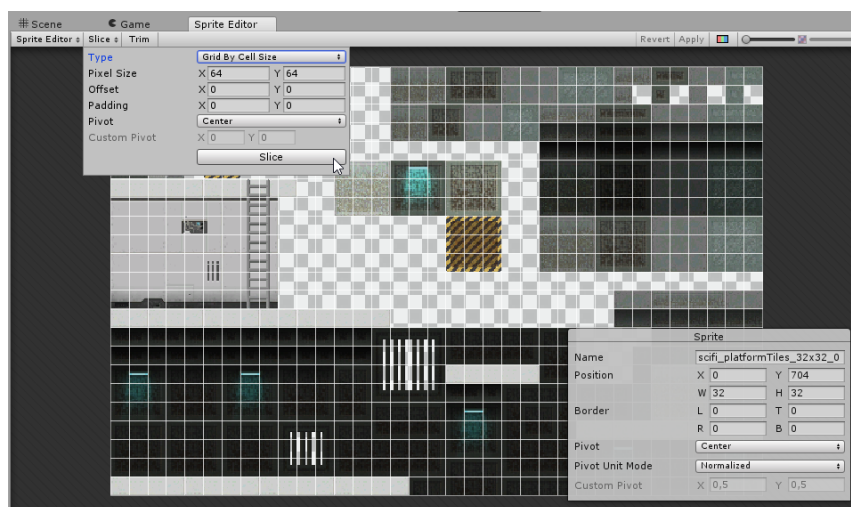 Scene Game Sprite Editor
Sprite Editor Slice Trim Revert Apply
Type Grid By Cell Size
Pixel Size X 64 Y 64
Offset X 0 Y 0
Padding X 0 Y 0
Pivot Center
Custom Pivot X 0 Y 0
Slice
Sprite
Name scifi_platformTiles_32x32_0
Position X 0 Y 704
W 32 H 32
Border L 0 T 0
R 0 B 0
Pivot Center
Pivot Unit Mode Normalized
Custom Pivot X 0,5 Y 0,5